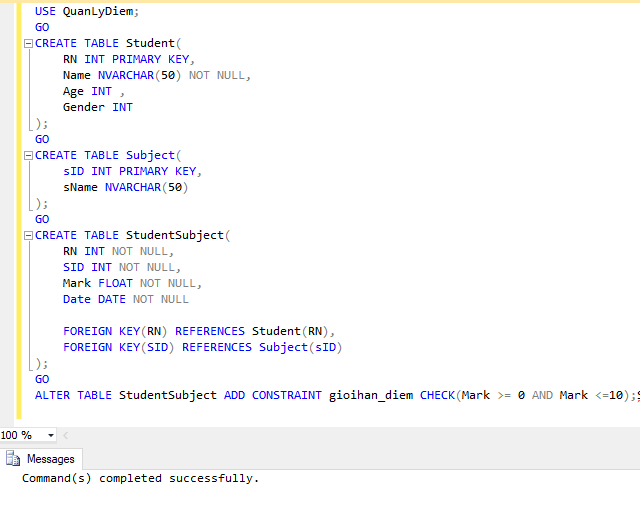 USE QuanLyDiem;
GO
CREATE TABLE Student(
RN INT PRIMARY KEY,
Name NVARCHAR(50) NOT NULL,
Age INT ,
Gender INT
);
GO
CREATE TABLE Subject(
sID INT PRIMARY KEY,
sName NVARCHAR(50)
);
GO
CREATE TABLE StudentSubject(
RN INT NOT NULL,
SID INT NOT NULL,
Mark FLOAT NOT NULL,
Date DATE NOT NULL
FOREIGN KEY(RN) REFERENCES Student(RN),
FOREIGN KEY(SID) REFERENCES Subject(sID)
);
GO
ALTER TABLE StudentSubject ADD CONSTRAINT gioihan_diem CHECK(Mark >= 0 AND Mark <=10);
100 %
Messages
Command(s) completed successfully.